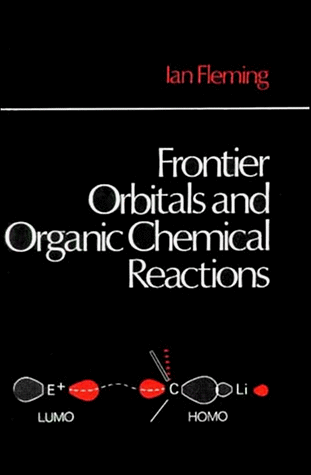 Ian Fleming
Frontier
Orbitals and
Organic Chemical
Reactions
E+ C Li
LUMO HOMO